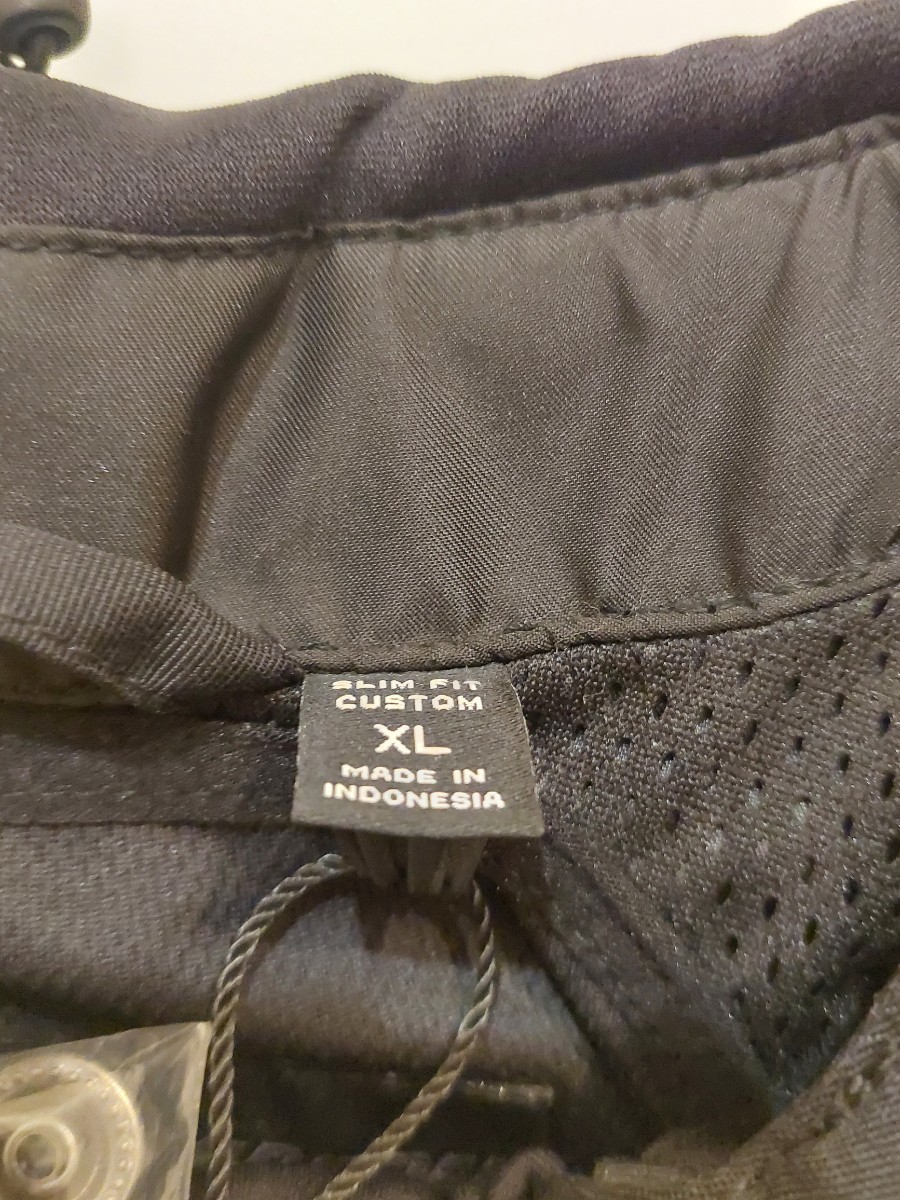 SLIM FIT
CUSTOM
XL
MADE IN
INDONESIA